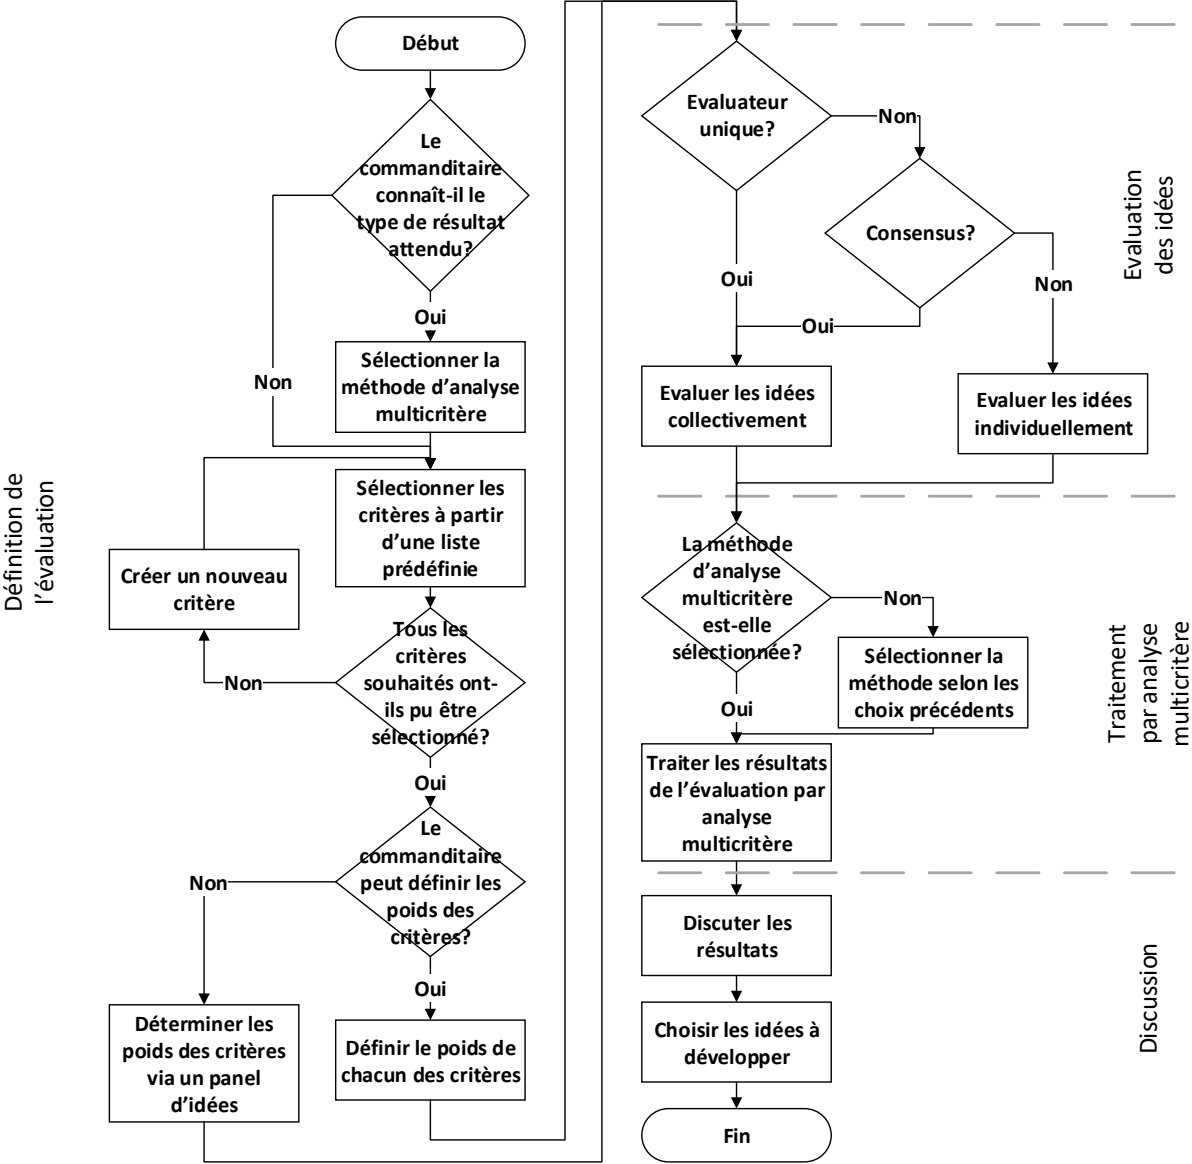 Début
Le
commanditaire
connaît-il le
type de résultat
attendu?
Oui
Non
Sélectionner la
méthode d'analyse
multicritère
Sélectionner les
critères à partir
d'une liste
prédéfinie
Créer un nouveau
critère
Tous les
critères
souhaités ont-
ils pu être
sélectionné?
Non
Oui
Le
commanditaire
peut définir les
poids des
critères?
Non
Oui
Déterminer les
poids des critères
via un panel
d'idées
Définir le poids de
chacun des critères
Définition de
l'évaluation
Evaluateur
unique?
Non
Consensus?
Oui
Non
Oui
Evaluer les idées
collectivement
Evaluer les idées
individuellement
Evaluation
des idées
La méthode
d'analyse
multicritère
est-elle
sélectionnée?
Non
Sélectionner la
méthode selon les
choix précédents
Oui
Traiter les résultats
de l'évaluation par
analyse
multicritère
Traitement
par analyse
multicritère
Discuter les
résultats
Choisir les idées à
développer
Fin
Discussion